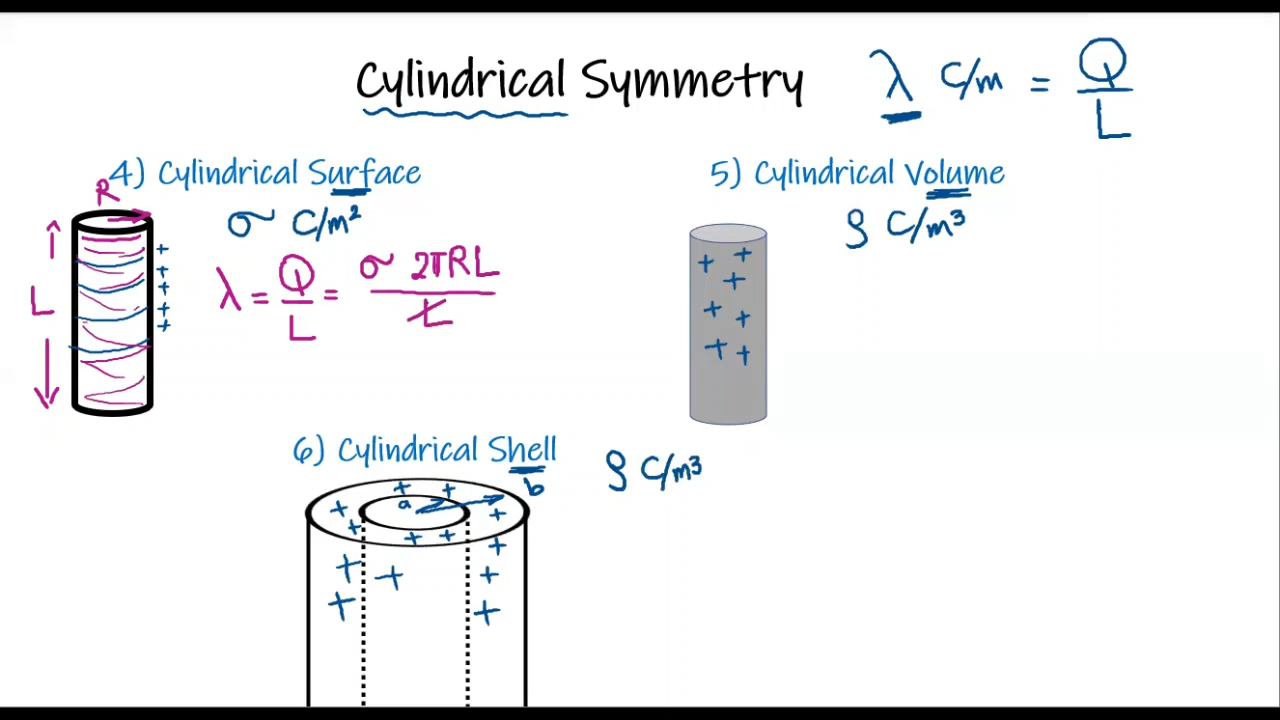 Cylindrical Symmetry
λ C/m = Q/L
4) Cylindrical Surface
R
σ C/m²
L
λ = Q/L = σ 2πRL/L
+
+
+
+
+
5) Cylindrical Volume
ρ C/m³
+ +
+
+ +
+ +
6) Cylindrical Shell
ρ C/m³
a
b
+ +
+ +
+ + + +
+ + +
+ +